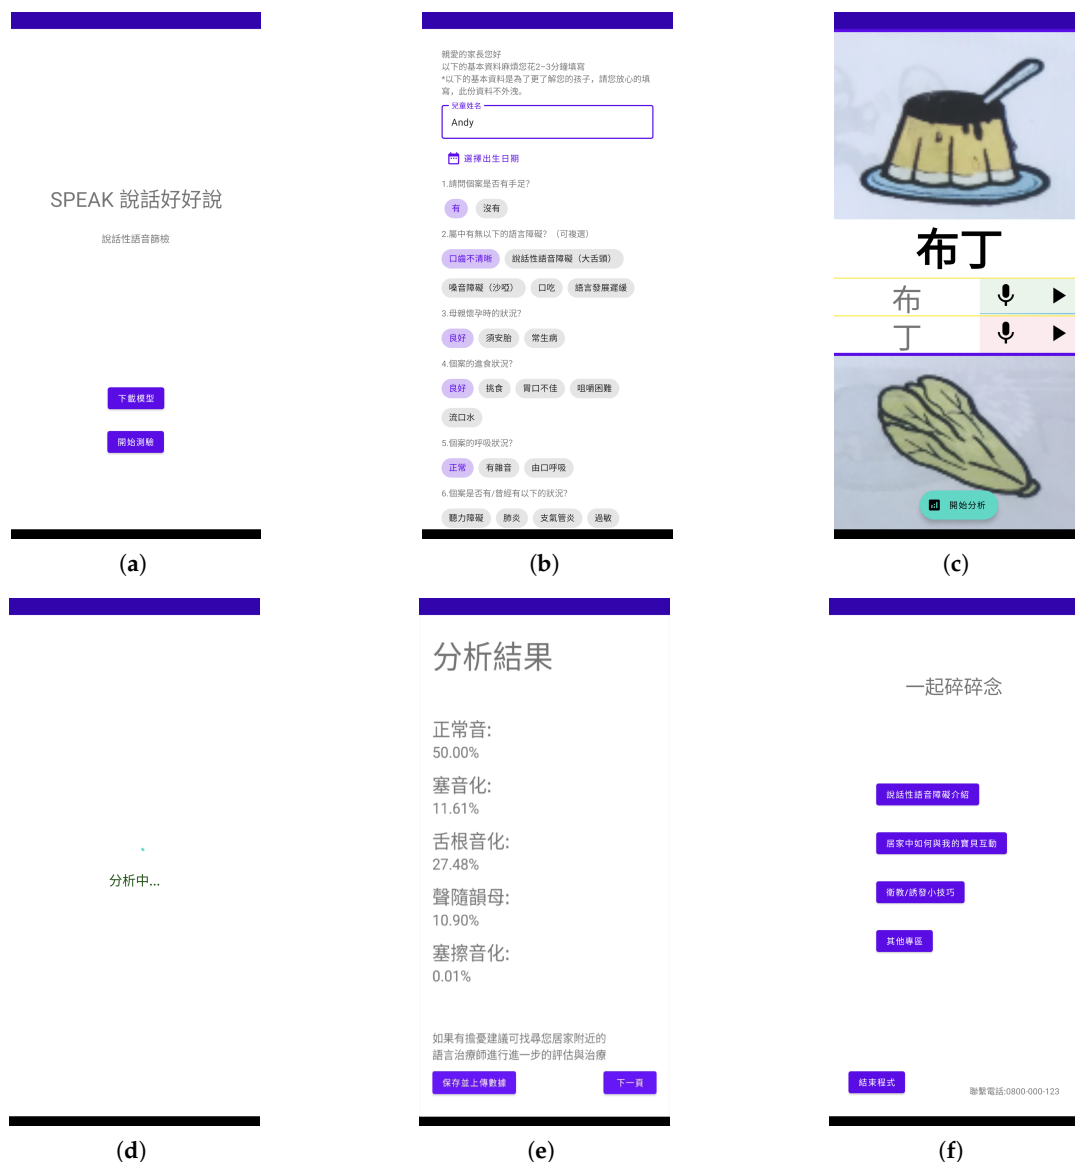 SPEAK 說話好好說
說話性語音篩檢
下載模型
開始測驗
(a)
親愛的家長您好
以下的基本資料麻煩您花2-3分鐘填寫
*以下的基本資料是為了更了解您的孩子，請您放心的填
寫，此份資料不外洩。
兒童姓名
Andy
選擇出生日期
1.請問個案是否有手足?
有 沒有
2.屬中有無以下的語言障礙? （可複選）
口齒不清晰 說話性語音障礙（大舌頭）
嗓音障礙（沙啞） 口吃 語言發展遲緩
3.母親懷孕時的狀況?
良好 須安胎 常生病
4.個案的進食狀況?
良好 挑食 胃口不佳 咀嚼困難
流口水
5.個案的呼吸狀況?
正常 有雜音 由口呼吸
6.個案是否有/曾經有以下的狀況?
聽力障礙 肺炎 支氣管炎 過敏
(b)
布丁
布
丁
開始分析
(c)
分析中...
(d)
分析結果
正常音:
50.00%
塞音化:
11.61%
舌根音化:
27.48%
聲隨韻母:
10.90%
塞擦音化:
0.01%
如果有擔憂建議可找尋您居家附近的
語言治療師進行進一步的評估與治療
保存並上傳數據 下一頁
(e)
一起碎碎念
說話性語音障礙介紹
居家中如何與我的寶貝互動
衛教/誘發小技巧
其他專區
結束程式
聯繫電話:0800-000-123
(f)